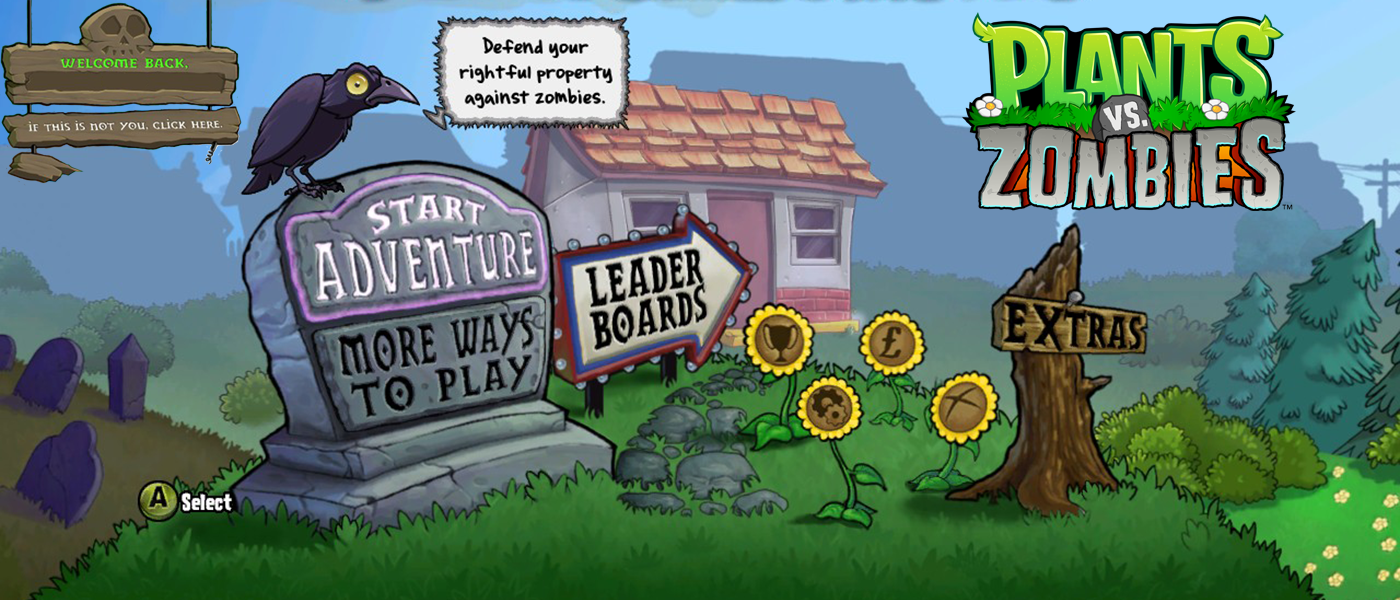 WELCOME BACK,
IF THIS IS NOT YOU, CLICK HERE.
Defend your
rightful property
against zombies.
PLANTS
VS.
ZOMBIES™
START
ADVENTURE
MORE WAYS
TO PLAY
LEADER
BOARDS
£
EXTRAS
A Select